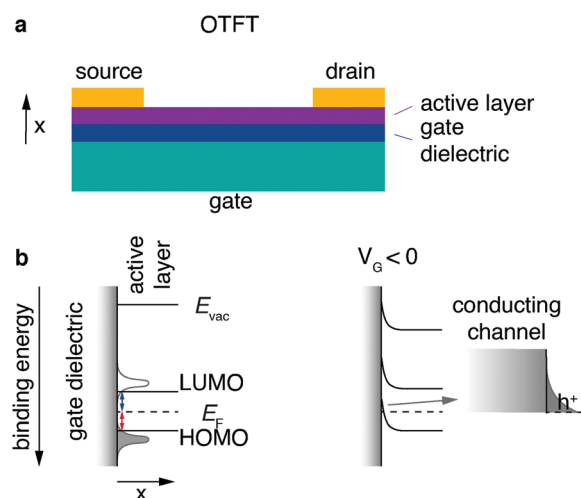 a
OTFT
source
drain
x
active layer
gate
dielectric
gate
b
binding energy
gate dielectric
active
layer
E_vac
LUMO
E_F
HOMO
x
V_G < 0
conducting
channel
h⁺